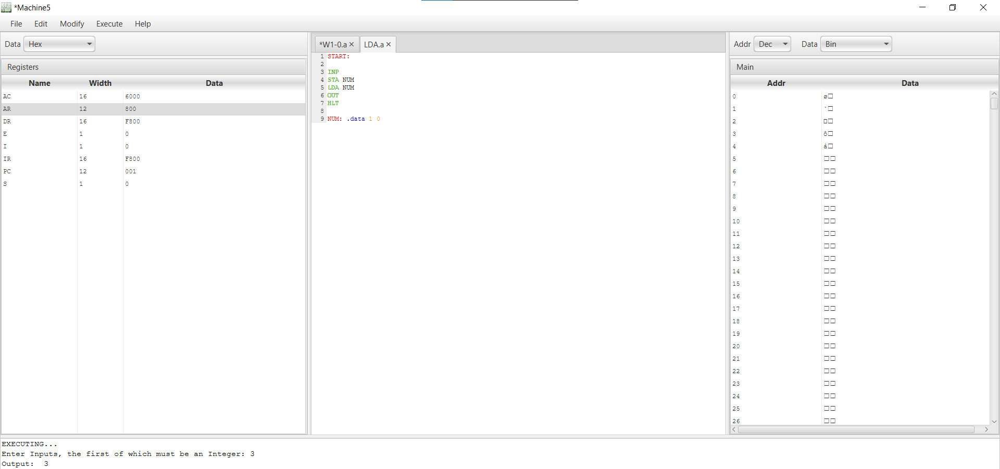 *Machine5
File Edit Modify Execute Help
Data Hex
Registers
Name Width Data
AC 16 6000
AR 12 800
DR 16 F800
E 1 0
I 1 0
IR 16 F800
PC 12 001
S 1 0
*W1-0.a LDA.a
1 START:
2
3 INP
4 STA NUM
5 LDA NUM
6 OUT
7 HLT
8
9 NUM: .data 1 0
Addr Dec Data Bin
Main
Addr Data
0 ø□
1 `□
2 □□
3 ô□
4 à□
5 □□
6 □□
7 □□
8 □□
9 □□
10 □□
11 □□
12 □□
13 □□
14 □□
15 □□
16 □□
17 □□
18 □□
19 □□
20 □□
21 □□
22 □□
23 □□
24 □□
25 □□
26 □□
EXECUTING...
Enter Inputs, the first of which must be an Integer: 3
Output: 3